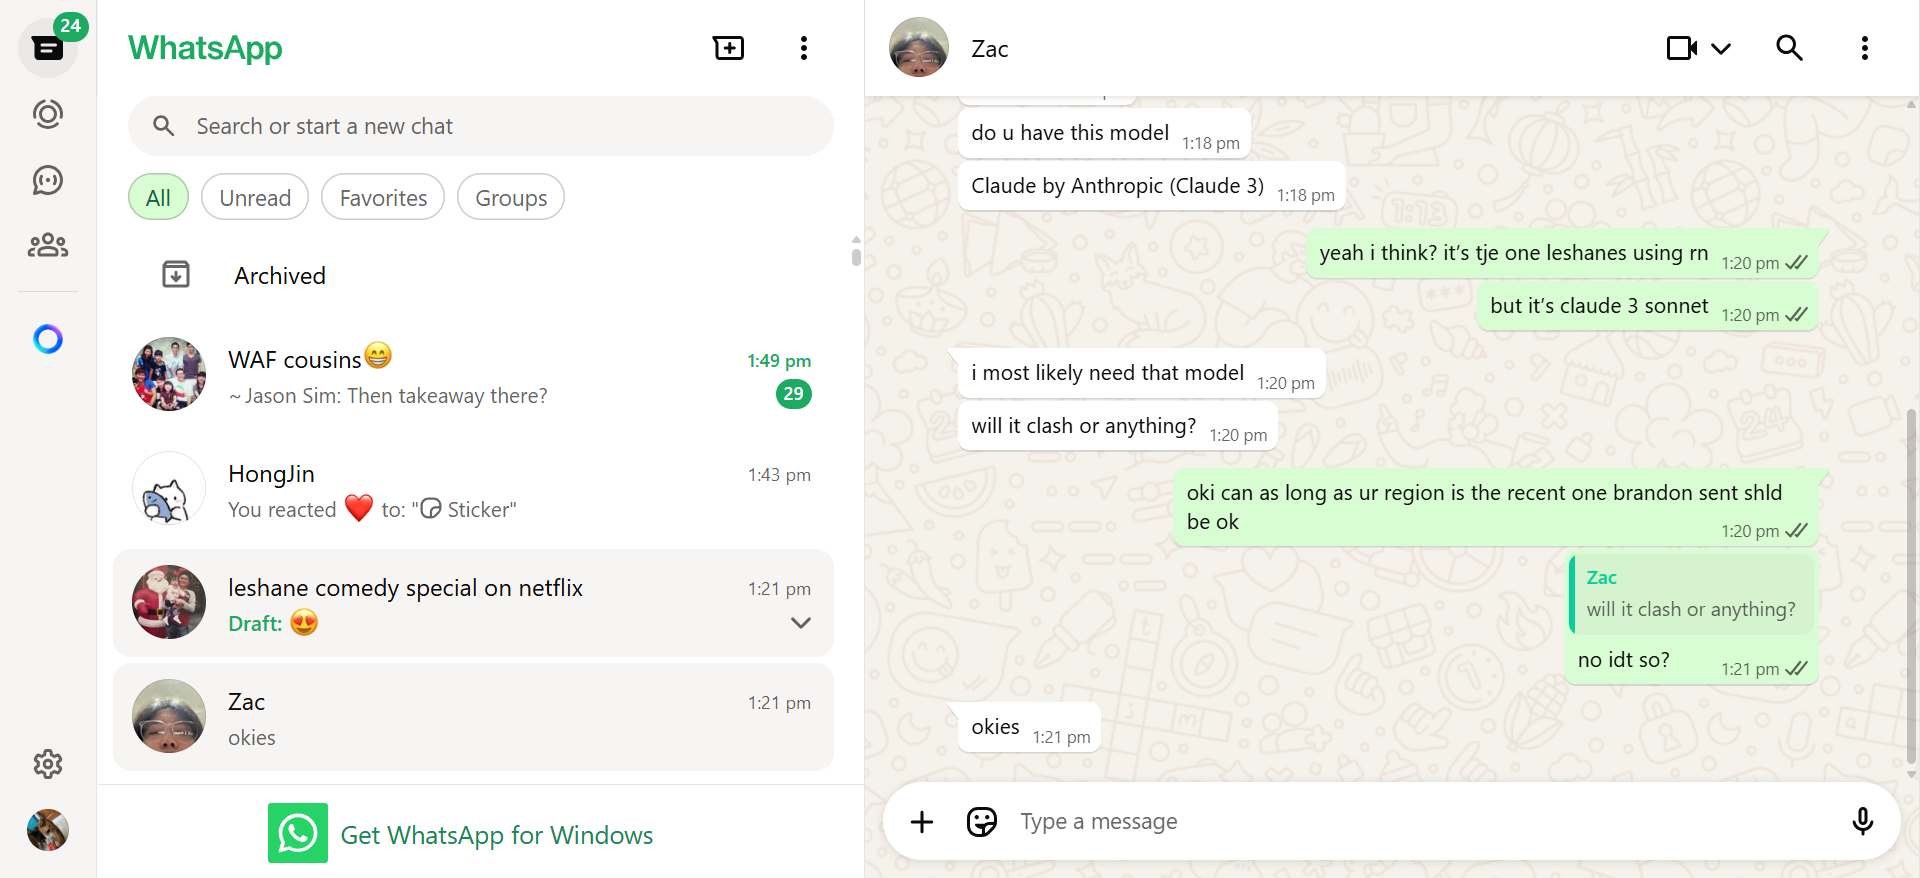 24
WhatsApp
Search or start a new chat
All
Unread
Favorites
Groups
Archived
WAF cousins😁
1:49 pm
~ Jason Sim: Then takeaway there?
29
HongJin
1:43 pm
You reacted ❤️ to: "Sticker"
leshane comedy special on netflix
1:21 pm
Draft: 😍
Zac
1:21 pm
okies
Get WhatsApp for Windows
Zac
do u have this model
1:18 pm
Claude by Anthropic (Claude 3)
1:18 pm
yeah i think? it’s tje one leshanes using rn
1:20 pm
but it’s claude 3 sonnet
1:20 pm
i most likely need that model
1:20 pm
will it clash or anything?
1:20 pm
oki can as long as ur region is the recent one brandon sent shld
be ok
1:20 pm
Zac
will it clash or anything?
no idt so?
1:21 pm
okies
1:21 pm
Type a message